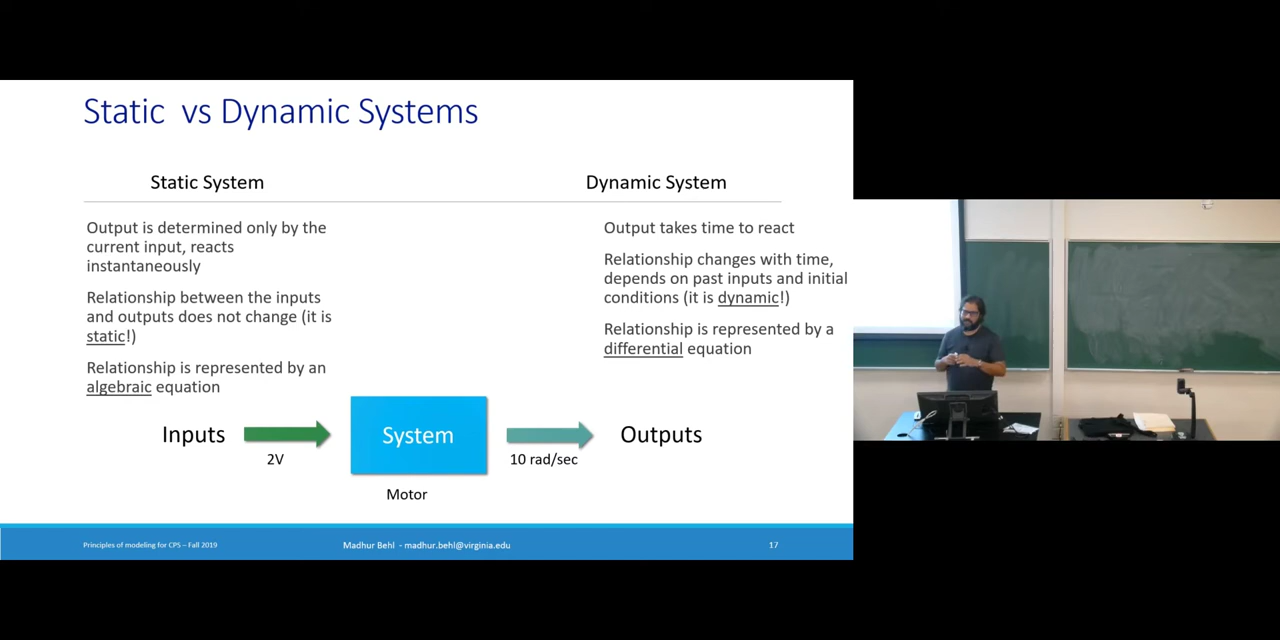 Static vs Dynamic Systems
Static System
Dynamic System
Output is determined only by the
current input, reacts
instantaneously
Relationship between the inputs
and outputs does not change (it is
static!)
Relationship is represented by an
algebraic equation
Output takes time to react
Relationship changes with time,
depends on past inputs and initial
conditions (it is dynamic!)
Relationship is represented by a
differential equation
Inputs
2V
System
Motor
10 rad/sec
Outputs
Principles of modeling for CPS – Fall 2019
Madhur Behl - madhur.behl@virginia.edu
17